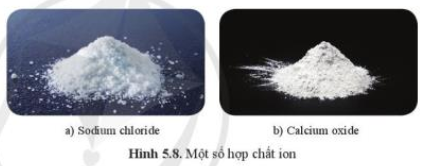 a) Sodium chloride
b) Calcium oxide
Hình 5.8. Một số hợp chất ion